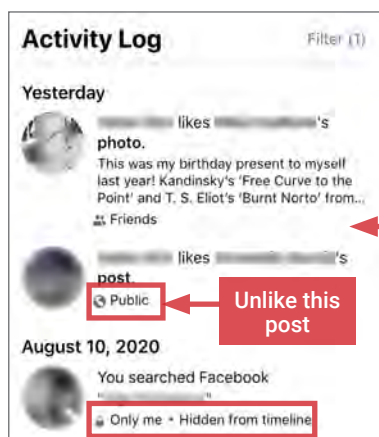 Activity Log
Filter (1)
Yesterday
likes 's
photo.
This was my birthday present to myself
last year! Kandinsky's 'Free Curve to the
Point' and T. S. Eliot's 'Burnt Norto' from...
Friends
likes 's
post.
Public
Unlike this
post
August 10, 2020
You searched Facebook
"
"
Only me • Hidden from timeline